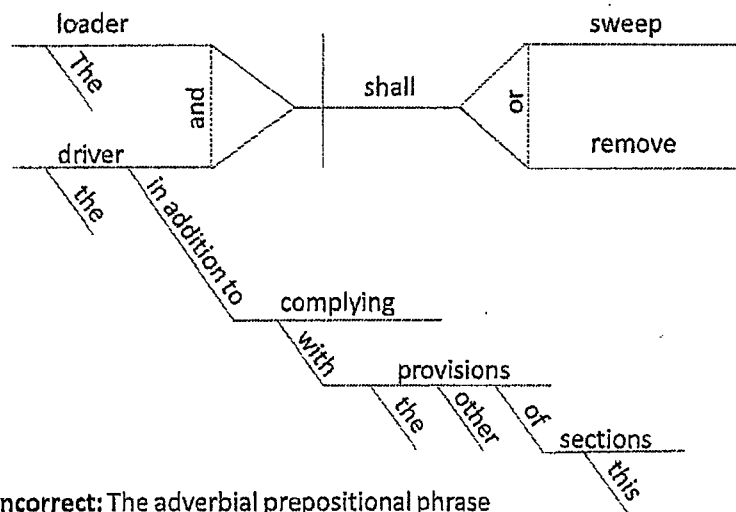 loader
sweep
The
and
shall
or
driver
remove
the
in addition to
complying
with
provisions
the
other
of
sections
this
ncorrect: The adverbial prepositional phrase